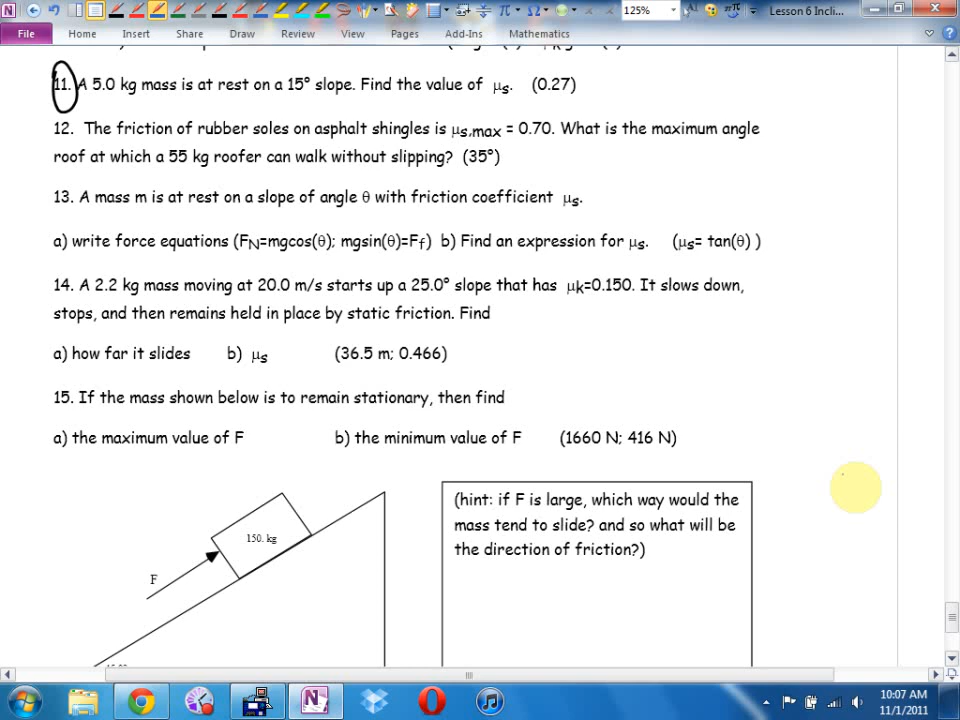 125%
Lesson 6 Incli...
File Home Insert Share Draw Review View Pages Add-Ins Mathematics
11. A 5.0 kg mass is at rest on a 15° slope. Find the value of μs. (0.27)
12. The friction of rubber soles on asphalt shingles is μs,max = 0.70. What is the maximum angle
roof at which a 55 kg roofer can walk without slipping? (35°)
13. A mass m is at rest on a slope of angle θ with friction coefficient μs.
a) write force equations (FN=mgcos(θ); mgsin(θ)=Ff) b) Find an expression for μs. (μs= tan(θ) )
14. A 2.2 kg mass moving at 20.0 m/s starts up a 25.0° slope that has μk=0.150. It slows down,
stops, and then remains held in place by static friction. Find
a) how far it slides b) μs (36.5 m; 0.466)
15. If the mass shown below is to remain stationary, then find
a) the maximum value of F b) the minimum value of F (1660 N; 416 N)
(hint: if F is large, which way would the
mass tend to slide? and so what will be
the direction of friction?)
150. kg
F
10:07 AM
11/1/2011